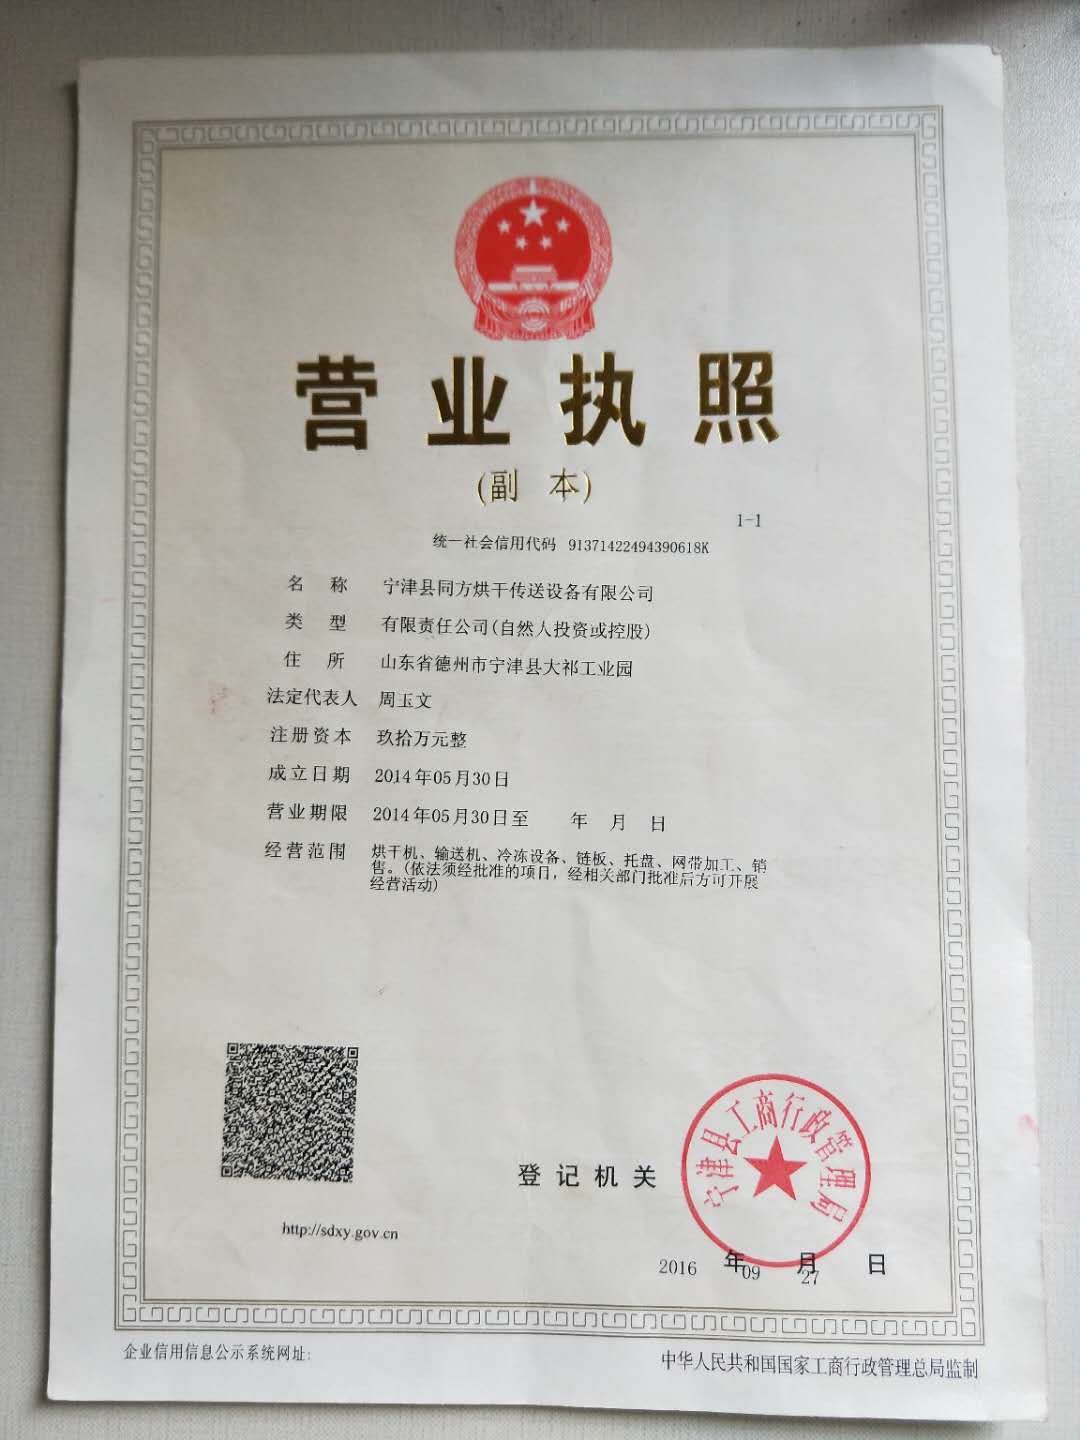 营业执照
(副 本)
1-1
统一社会信用代码 91371422494390618K
名 称 宁津县同方烘干传送设备有限公司
类 型 有限责任公司(自然人投资或控股)
住 所 山东省德州市宁津县大祁工业园
法定代表人 周玉文
注册资本 玖拾万元整
成立日期 2014年05月30日
营业期限 2014年05月30日至 年 月 日
经营范围 烘干机、输送机、冷冻设备、链板、托盘、网带加工、销
售。(依法须经批准的项目，经相关部门批准后方可开展
经营活动)
宁津县工商行政管理局
登记机关
http://sdxy.gov.cn
2016 年09 月27 日
企业信用信息公示系统网址:
中华人民共和国国家工商行政管理总局监制